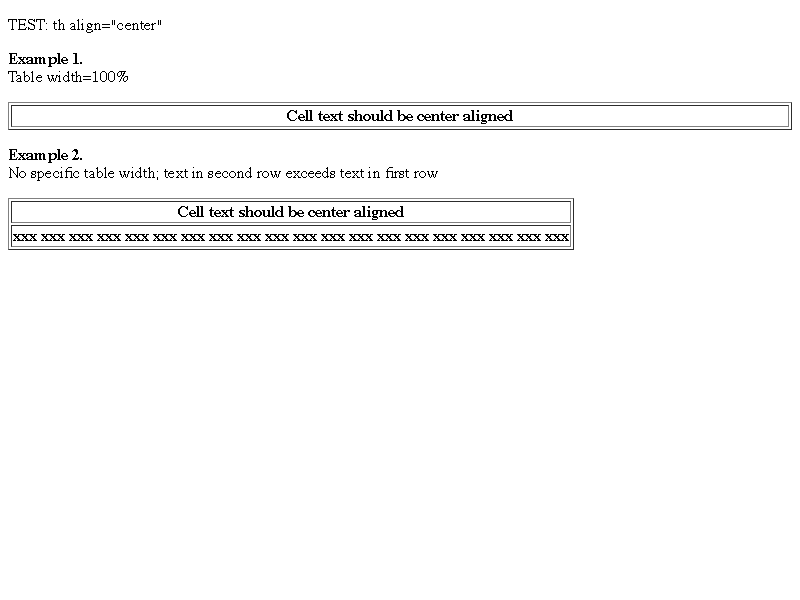 TEST: th align="center"
Example 1.
Table width=100%
Cell text should be center aligned
Example 2.
No specific table width; text in second row exceeds text in first row
Cell text should be center aligned
xxx xxx xxx xxx xxx xxx xxx xxx xxx xxx xxx xxx xxx xxx xxx xxx xxx xxx xxx xxx